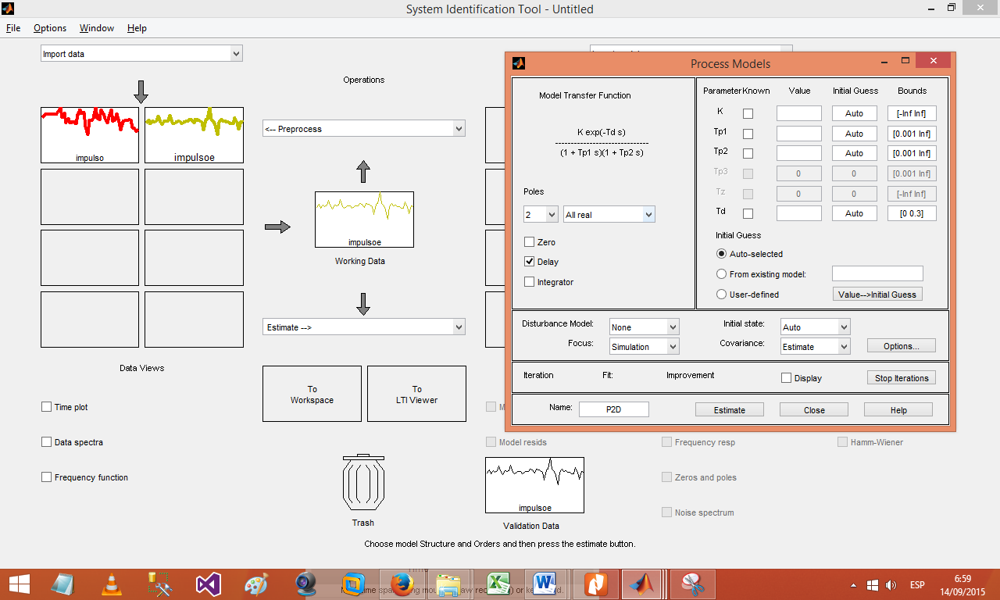 System Identification Tool - Untitled
File Options Window Help
Import data
Operations
impulso
impulsoe
<-- Preprocess
impulsoe
Working Data
Estimate -->
Data Views
To
Workspace
To
LTI Viewer
Time plot
Data spectra
Frequency function
Trash
Model resids
Frequency resp
Hamm-Wiener
Zeros and poles
Noise spectrum
impulsoe
Validation Data
Choose model Structure and Orders and then press the estimate button.
Process Models
Model Transfer Function
K exp(-Td s)
------------------------------
(1 + Tp1 s)(1 + Tp2 s)
Poles
2 All real
Zero
Delay
Integrator
Parameter Known Value Initial Guess Bounds
K Auto [-Inf Inf]
Tp1 Auto [0.001 Inf]
Tp2 Auto [0.001 Inf]
Tp3 0 0 [0.001 Inf]
Tz 0 0 [-Inf Inf]
Td Auto [0 0.3]
Initial Guess
Auto-selected
From existing model:
User-defined Value-->Initial Guess
Disturbance Model: None Initial state: Auto
Focus: Simulation Covariance: Estimate Options...
Iteration Fit: Improvement Display Stop Iterations
Name: P2D Estimate Close Help
ESP
6:59
14/09/2015